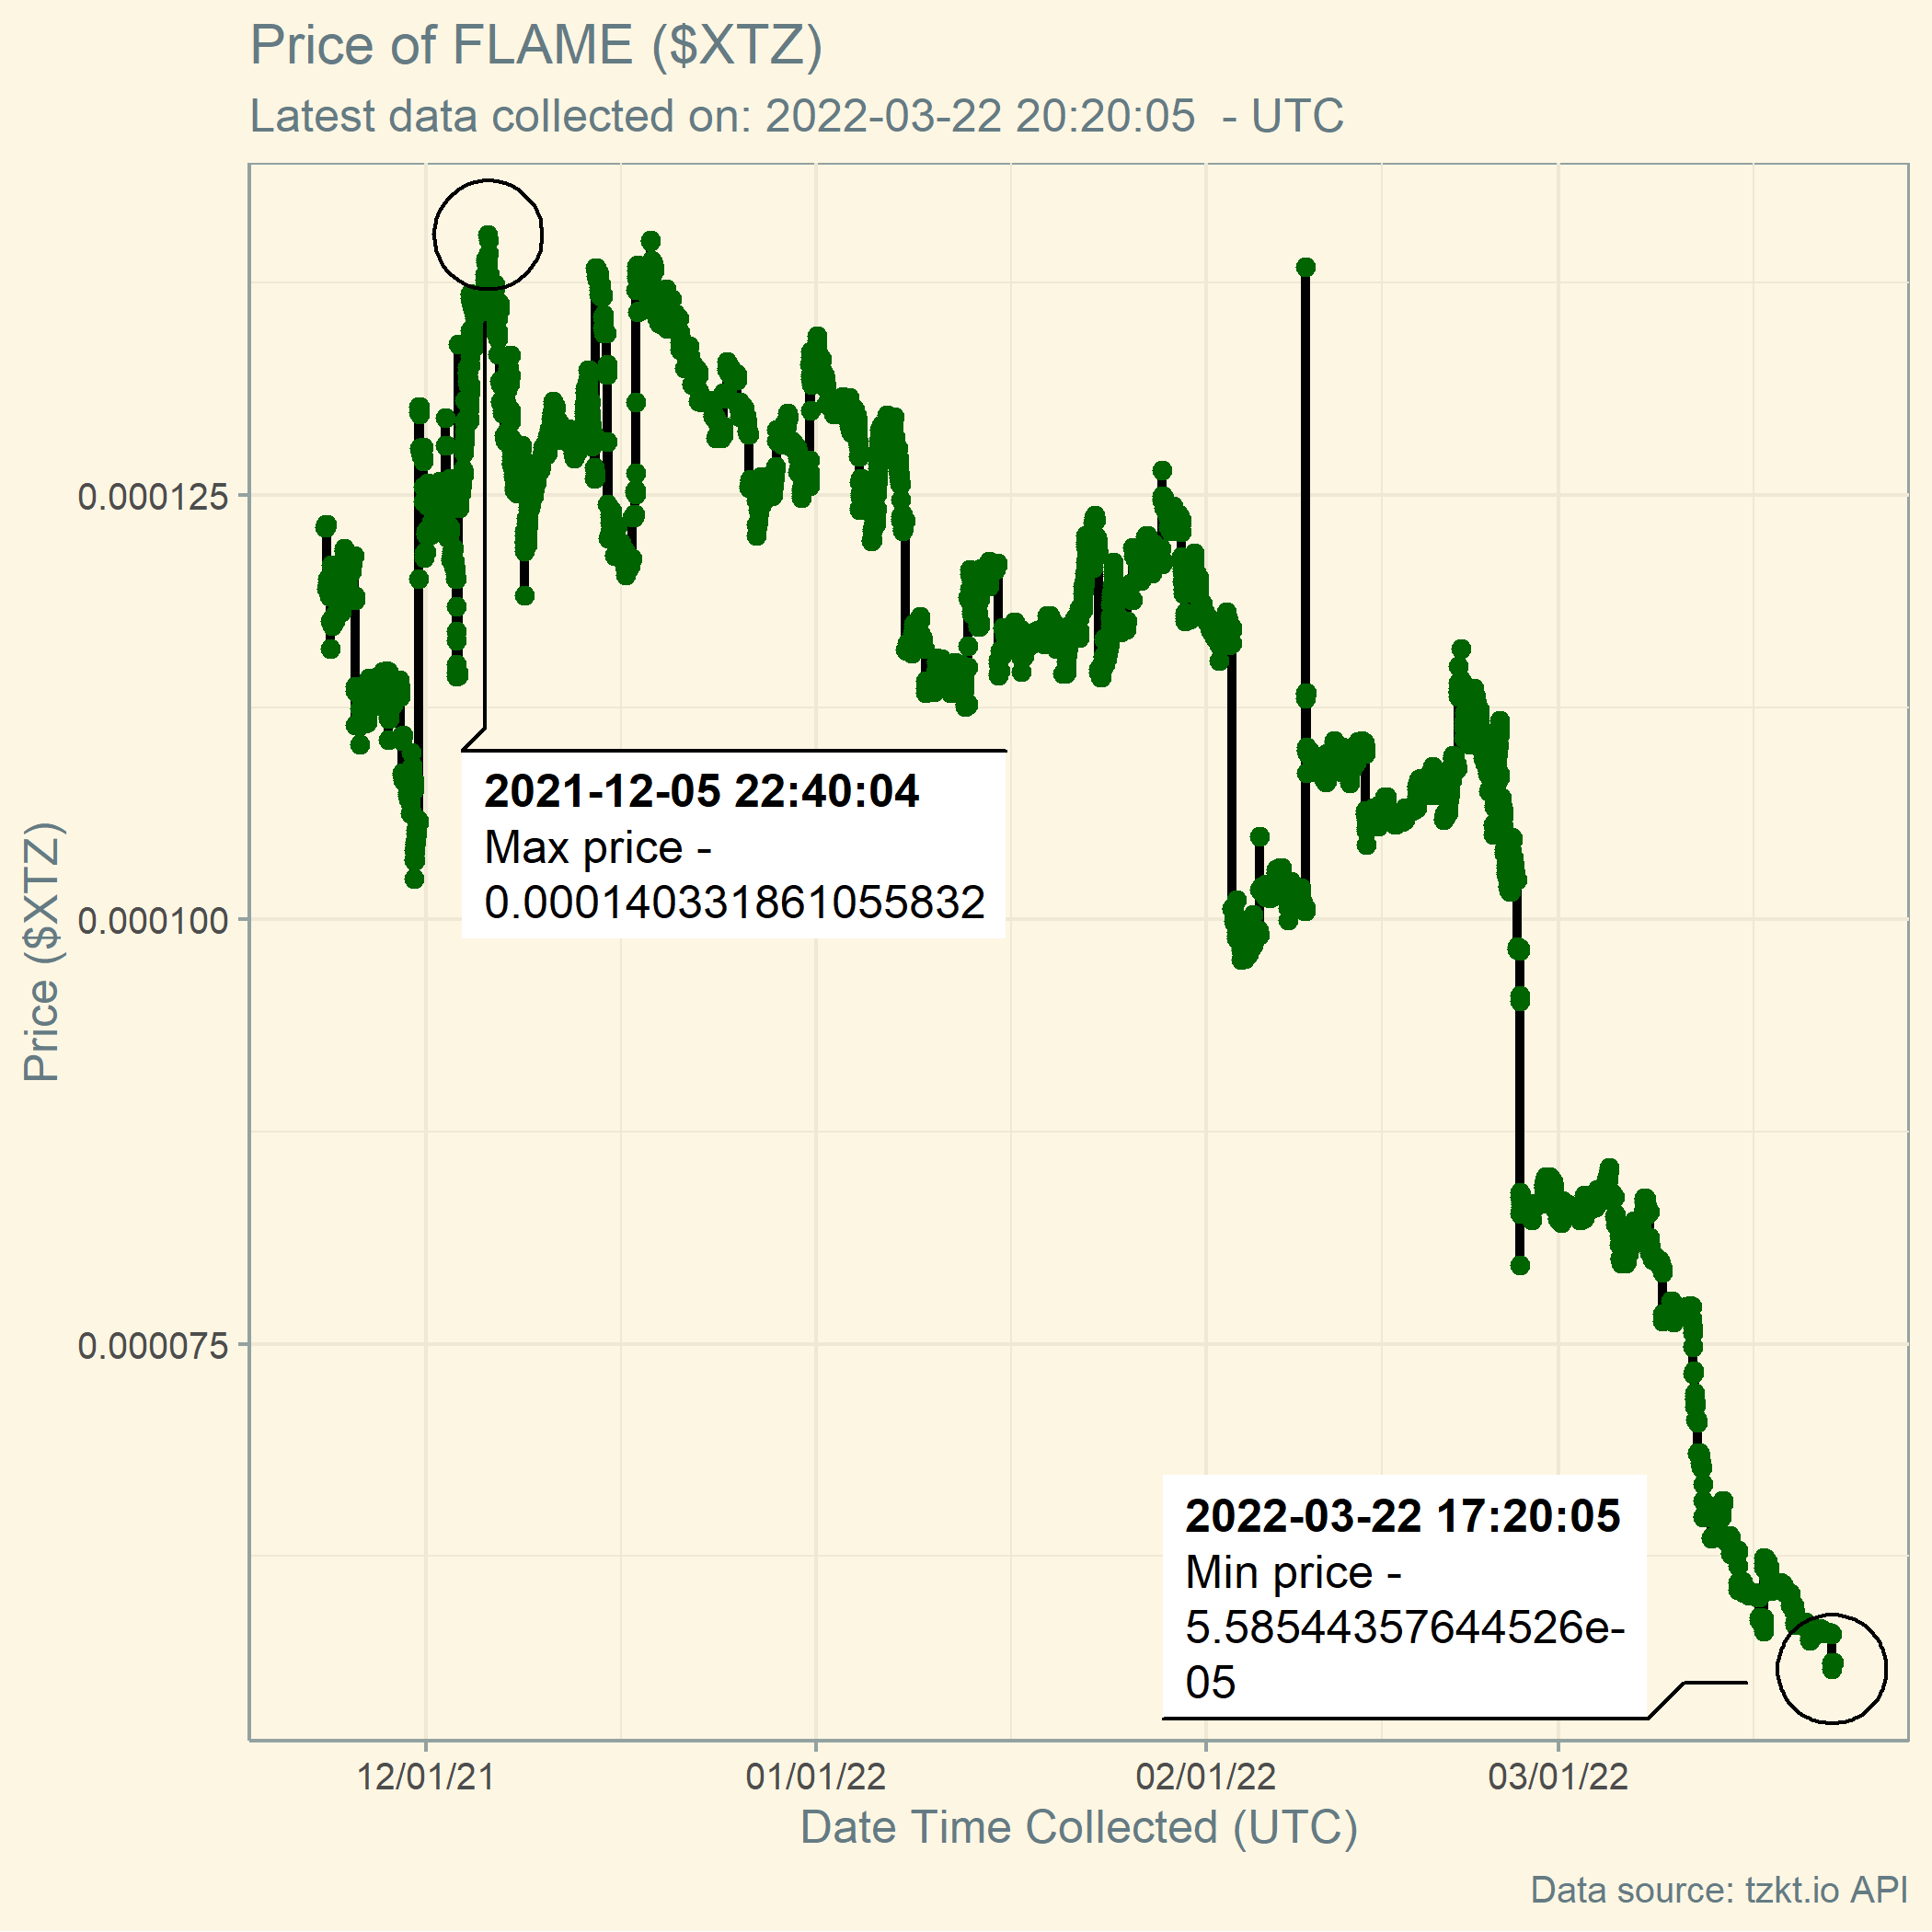 Price of FLAME ($XTZ)
Latest data collected on: 2022-03-22 20:20:05  - UTC
Price ($XTZ)
0.000125
0.000100
0.000075
2021-12-05 22:40:04
Max price -
0.000140331861055832
2022-03-22 17:20:05
Min price -
5.58544357644526e-
05
12/01/21
01/01/22
02/01/22
03/01/22
Date Time Collected (UTC)
Data source: tzkt.io API